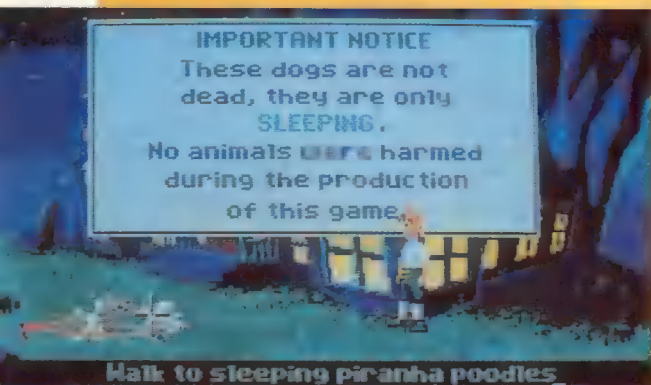 IMPORTANT NOTICE
These dogs are not
dead, they are only
SLEEPING.
No animals were harmed
during the production
of this game.
Walk to sleeping piranha poodles